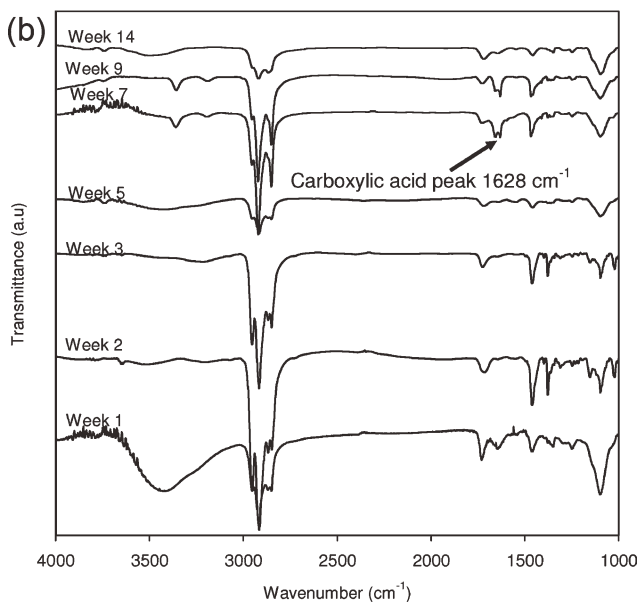 (b)
Week 14
Week 9
Week 7
Carboxylic acid peak 1628 cm⁻¹
Week 5
Week 3
Week 2
Week 1
Transmittance (a.u)
4000 3500 3000 2500 2000 1500 1000
Wavenumber (cm⁻¹)